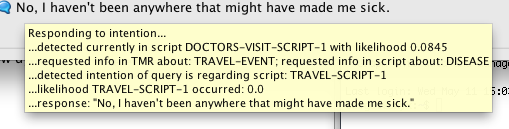 No, I haven't been anywhere that might have made me sick.
Responding to intention...
...detected currently in script DOCTORS-VISIT-SCRIPT-1 with likelihood 0.0845
...requested info in TMR about: TRAVEL-EVENT; requested info in script about: DISEASE
...detected intention of query is regarding script: TRAVEL-SCRIPT-1
...likelihood TRAVEL-SCRIPT-1 occurred: 0.0
...response: "No, I haven't been anywhere that might have made me sick."